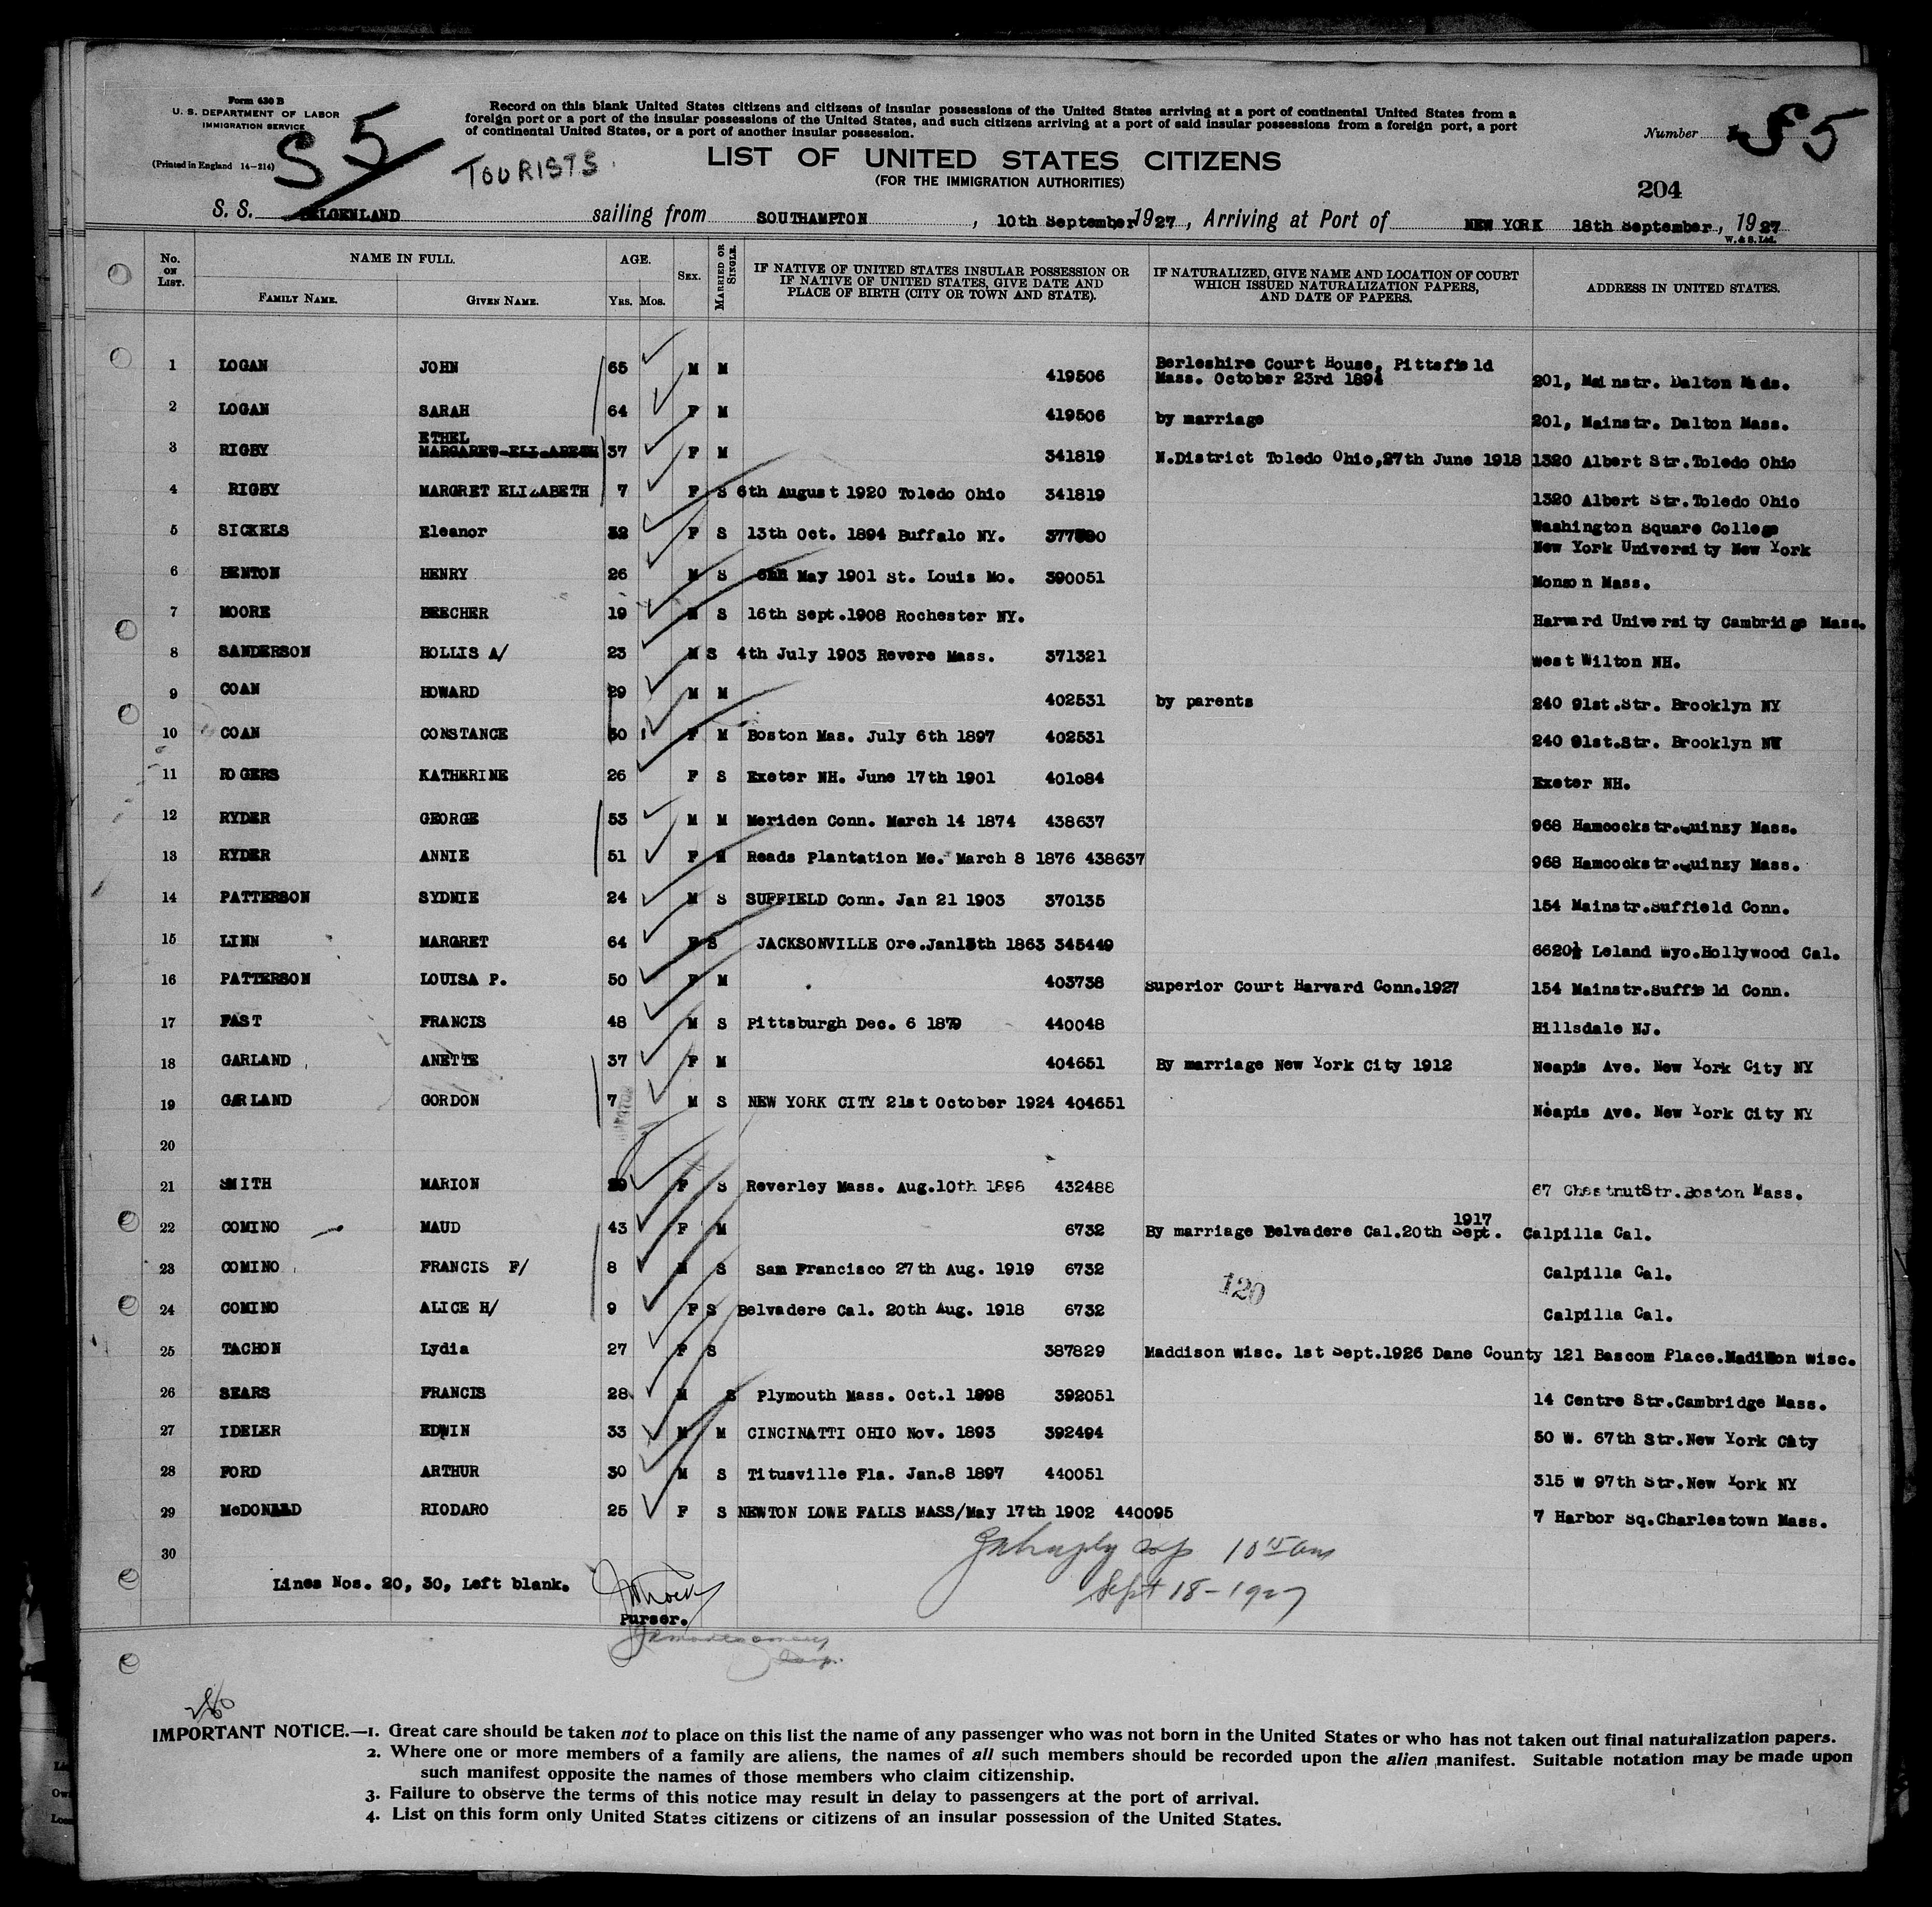 Form 630 B
U. S. DEPARTMENT OF LABOR
IMMIGRATION SERVICE
(Printed in England 14-214)
S 5
TOURISTS.
Record on this blank United States citizens and citizens of insular possessions of the United States arriving at a port of continental United States from a
foreign port or a port of the insular possessions of the United States, and such citizens arriving at a port of said insular possessions from a foreign port, a port
of continental United States, or a port of another insular possession.
Number S 5
LIST OF UNITED STATES CITIZENS
(FOR THE IMMIGRATION AUTHORITIES)
204
S. S. BELGENLAND sailing from SOUTHAMPTON, 10th September 1927, Arriving at Port of NEW YORK 18th September, 1927
W. & S. Ltd.
No. ON LIST. NAME IN FULL. FAMILY NAME. GIVEN NAME. AGE. YRS. MOS. SEX. MARRIED OR SINGLE. IF NATIVE OF UNITED STATES INSULAR POSSESSION OR IF NATIVE OF UNITED STATES, GIVE DATE AND PLACE OF BIRTH (CITY OR TOWN AND STATE). IF NATURALIZED, GIVE NAME AND LOCATION OF COURT WHICH ISSUED NATURALIZATION PAPERS, AND DATE OF PAPERS. ADDRESS IN UNITED STATES.
1 LOGAN JOHN 65 M M 419506 Berleshire Court House, Pittsfield Mass. October 23rd 1894 201, Mainstr. Dalton Mass.
2 LOGAN SARAH 64 F M 419506 by marriage 201, Mainstr. Dalton Mass.
3 RIGBY ETHEL MARGARET ELIZABETH 37 F M 341819 N.District Toledo Ohio,27th June 1918 1320 Albert Str.Toledo Ohio
4 RIGBY MARGRET ELIZABETH 7 F S 6th August 1920 Toledo Ohio 341819 1320 Albert Str.Toledo Ohio
5 SICKELS Eleanor 32 F S 13th Oct. 1894 Buffalo NY. Washington Square College New York University New York
6 BENTON HENRY 26 M S May 1901 St. Louis Mo. 390051 Monson Mass.
7 MOORE BEECHER 19 M S 16th Sept.1908 Rochester NY. Harvard University Cambridge Mass.
8 SANDERSON HOLLIS A/ 23 M S 4th July 1903 Revere Mass. 371321 West Wilton NH.
9 COAN HOWARD 29 M M 402531 by parents 240 91st.Str. Brooklyn NY
10 COAN CONSTANCE 30 F M Boston Mas. July 6th 1897 402531 240 91st.Str. Brooklyn NY
11 ROGERS KATHERINE 26 F S Exeter NH. June 17th 1901 401084 Exeter NH.
12 RYDER GEORGE 53 M M Meriden Conn. March 14 1874 438637 968 Hamcockstr.Quinzy Mass.
13 RYDER ANNIE 51 F M Reads Plantation Me. March 8 1876 438637 968 Hamcockstr.Quinzy Mass.
14 PATTERSON SYDNIE 24 M S SUFFIELD Conn. Jan 21 1903 370135 154 Mainstr.Suffield Conn.
15 LINN MARGRET 64 F S JACKSONVILLE Ore.Jan13th 1863 345449 6620½ Leland Wyo.Hollywood Cal.
16 PATTERSON LOUISA P. 50 F M 403738 Superior Court Harvard Conn.1927 154 Mainstr.Suffield Conn.
17 FAST FRANCIS 48 M S Pittsburgh Dec. 6 1879 440048 Hillsdale NJ.
18 GARLAND ANETTE 37 F M 404651 By marriage New York City 1912 Neapis Ave. New York City NY
19 GARLAND GORDON 7 M S NEW YORK CITY 21st October 1924 404651 Neapis Ave. New York City NY
20
21 SMITH MARION 29 F S Reverley Mass. Aug.10th 1898 432488 67 ChestnutStr.Boston Mass.
22 COMINO MAUD 43 F M 6732 By marriage Belvadere Cal.20th Sept. 1917 Calpilla Cal.
23 COMINO FRANCIS F/ 8 M S San Francisco 27th Aug. 1919 6732 Calpilla Cal.
24 COMINO ALICE H/ 9 F S Belvadere Cal. 20th Aug. 1918 6732 Calpilla Cal.
120
25 TACHON Lydia 27 F S 387829 Maddison Wisc. 1st Sept.1926 Dane County 121 Bascom Place.Madison Wisc.
26 SEARS FRANCIS 28 M S Plymouth Mass. Oct.1 1898 392051 14 Centre Str.Cambridge Mass.
27 IDELER EDWIN 33 M M CINCINATTI OHIO Nov. 1893 392494 50 W. 67th Str.New York City
28 FORD ARTHUR 30 M S Titusville Fla. Jan.8 1897 440051 315 W 97th Str.New York NY
29 McDONALD RIODARO 25 F S NEWTON LOWE FALLS MASS/May 17th 1902 440095 7 Harbor Sq.Charlestown Mass.
30
Sept 18-1927
Lines Nos. 20, 30, Left blank.
Purser.
IMPORTANT NOTICE.—1. Great care should be taken not to place on this list the name of any passenger who was not born in the United States or who has not taken out final naturalization papers.
2. Where one or more members of a family are aliens, the names of all such members should be recorded upon the alien manifest. Suitable notation may be made upon
such manifest opposite the names of those members who claim citizenship.
3. Failure to observe the terms of this notice may result in delay to passengers at the port of arrival.
4. List on this form only United States citizens or citizens of an insular possession of the United States.